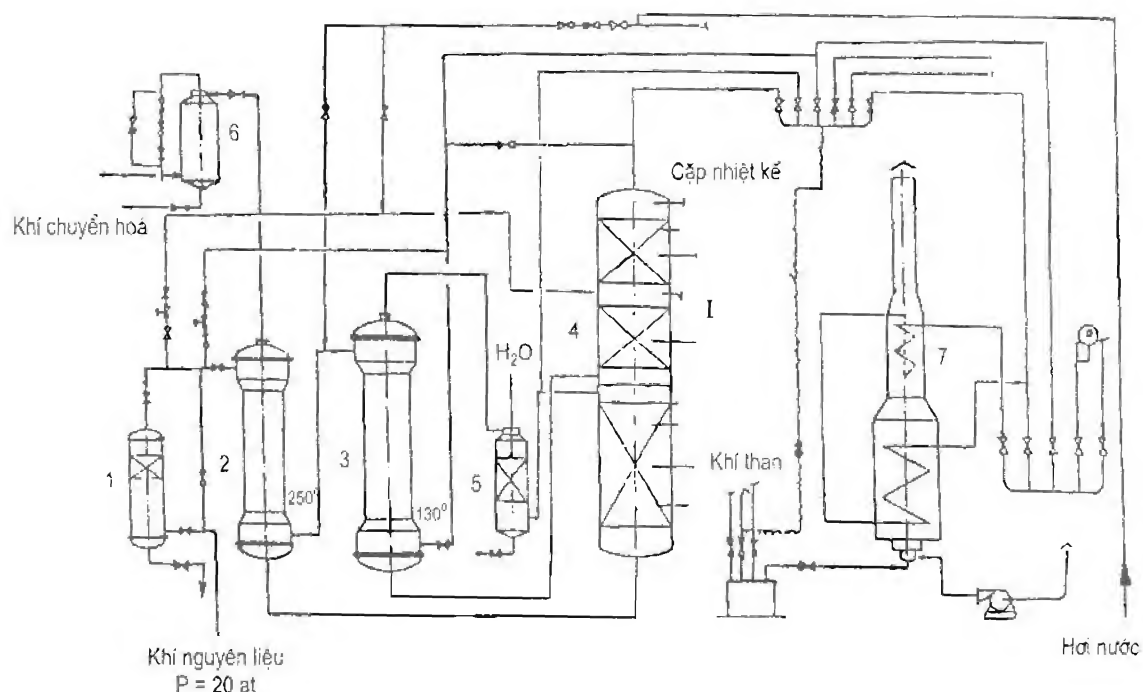 6
Khí chuyển hoá
Cặp nhiệt kế
4
I
H₂O
7
1
2
3
5
250°
130⁰
Khí than
Khí nguyên liệu
P = 20 at
Hơi nước